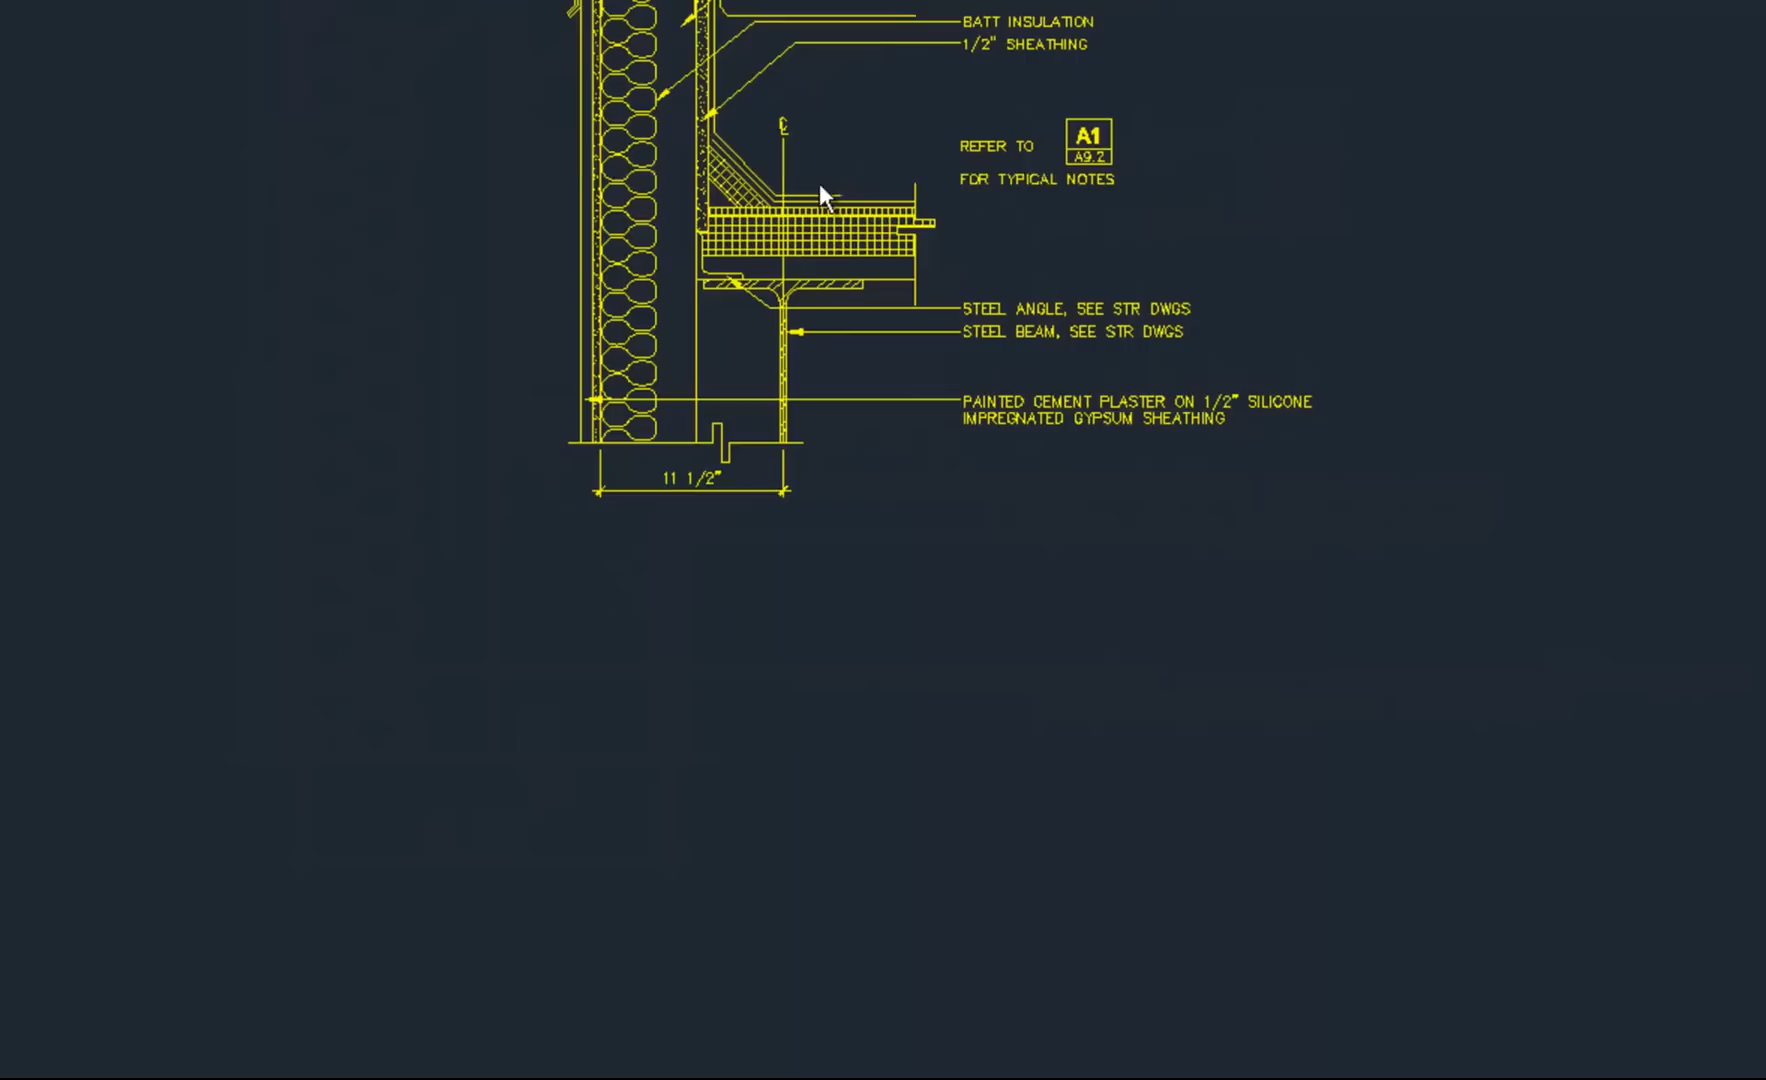 BATT INSULATION
1/2" SHEATHING
℄
REFER TO
A1
A9.2
FOR TYPICAL NOTES
STEEL ANGLE, SEE STR DWGS
STEEL BEAM, SEE STR DWGS
PAINTED CEMENT PLASTER ON 1/2" SILICONE
IMPREGNATED GYPSUM SHEATHING
11 1/2"